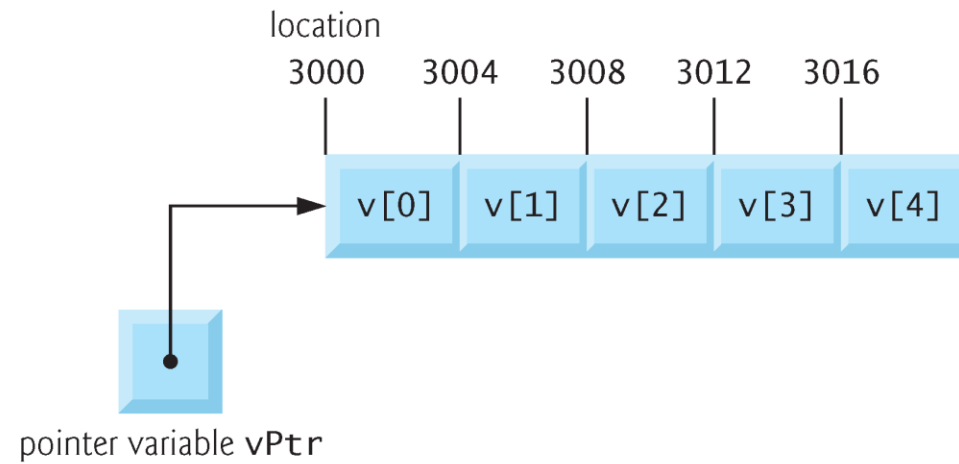 location
3000 3004 3008 3012 3016
v[0] v[1] v[2] v[3] v[4]
pointer variable vPtr